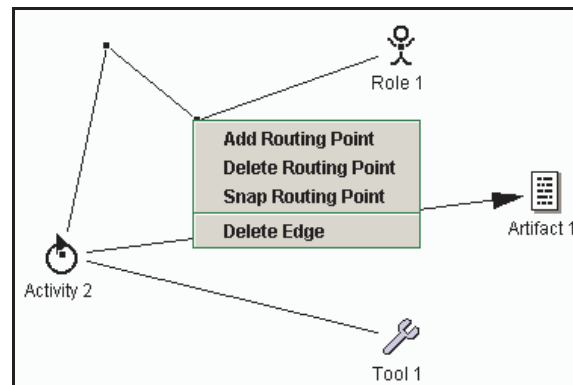 Role 1
Add Routing Point
Delete Routing Point
Snap Routing Point
Delete Edge
Artifact 1
Activity 2
Tool 1